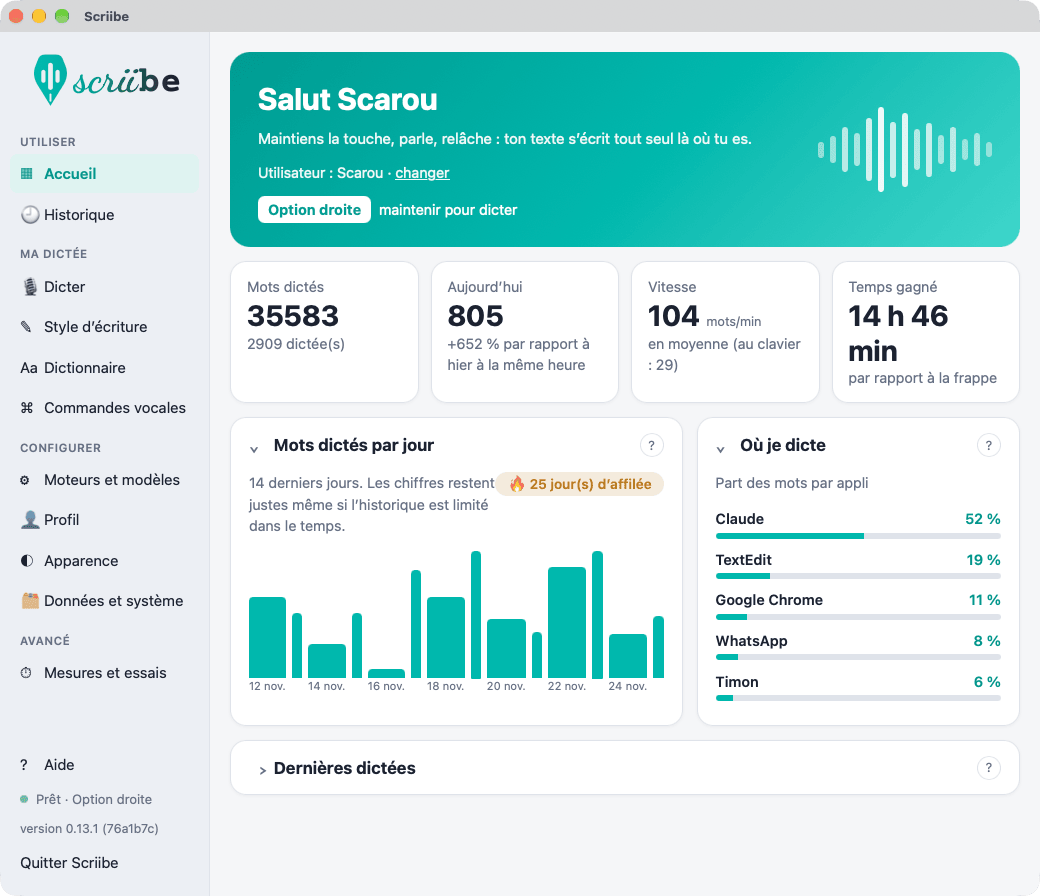 Scriibe
scriibe
UTILISER
Accueil
Historique
MA DICTÉE
Dicter
Style d’écriture
Aa Dictionnaire
⌘ Commandes vocales
CONFIGURER
Moteurs et modèles
Profil
Apparence
Données et système
AVANCÉ
Mesures et essais
? Aide
Prêt · Option droite
version 0.13.1 (76a1b7c)
Quitter Scriibe
Salut Scarou
Maintiens la touche, parle, relâche : ton texte s’écrit tout seul là où tu es.
Utilisateur : Scarou · changer
Option droite maintenir pour dicter
Mots dictés
35583
2909 dictée(s)
Aujourd’hui
805
+652 % par rapport à
hier à la même heure
Vitesse
104 mots/min
en moyenne (au clavier
: 29)
Temps gagné
14 h 46
min
par rapport à la frappe
Mots dictés par jour
?
14 derniers jours. Les chiffres restent
justes même si l’historique est limité
dans le temps.
🔥 25 jour(s) d’affilée
12 nov. 14 nov. 16 nov. 18 nov. 20 nov. 22 nov. 24 nov.
Où je dicte
?
Part des mots par appli
Claude 52 %
TextEdit 19 %
Google Chrome 11 %
WhatsApp 8 %
Timon 6 %
Dernières dictées
?